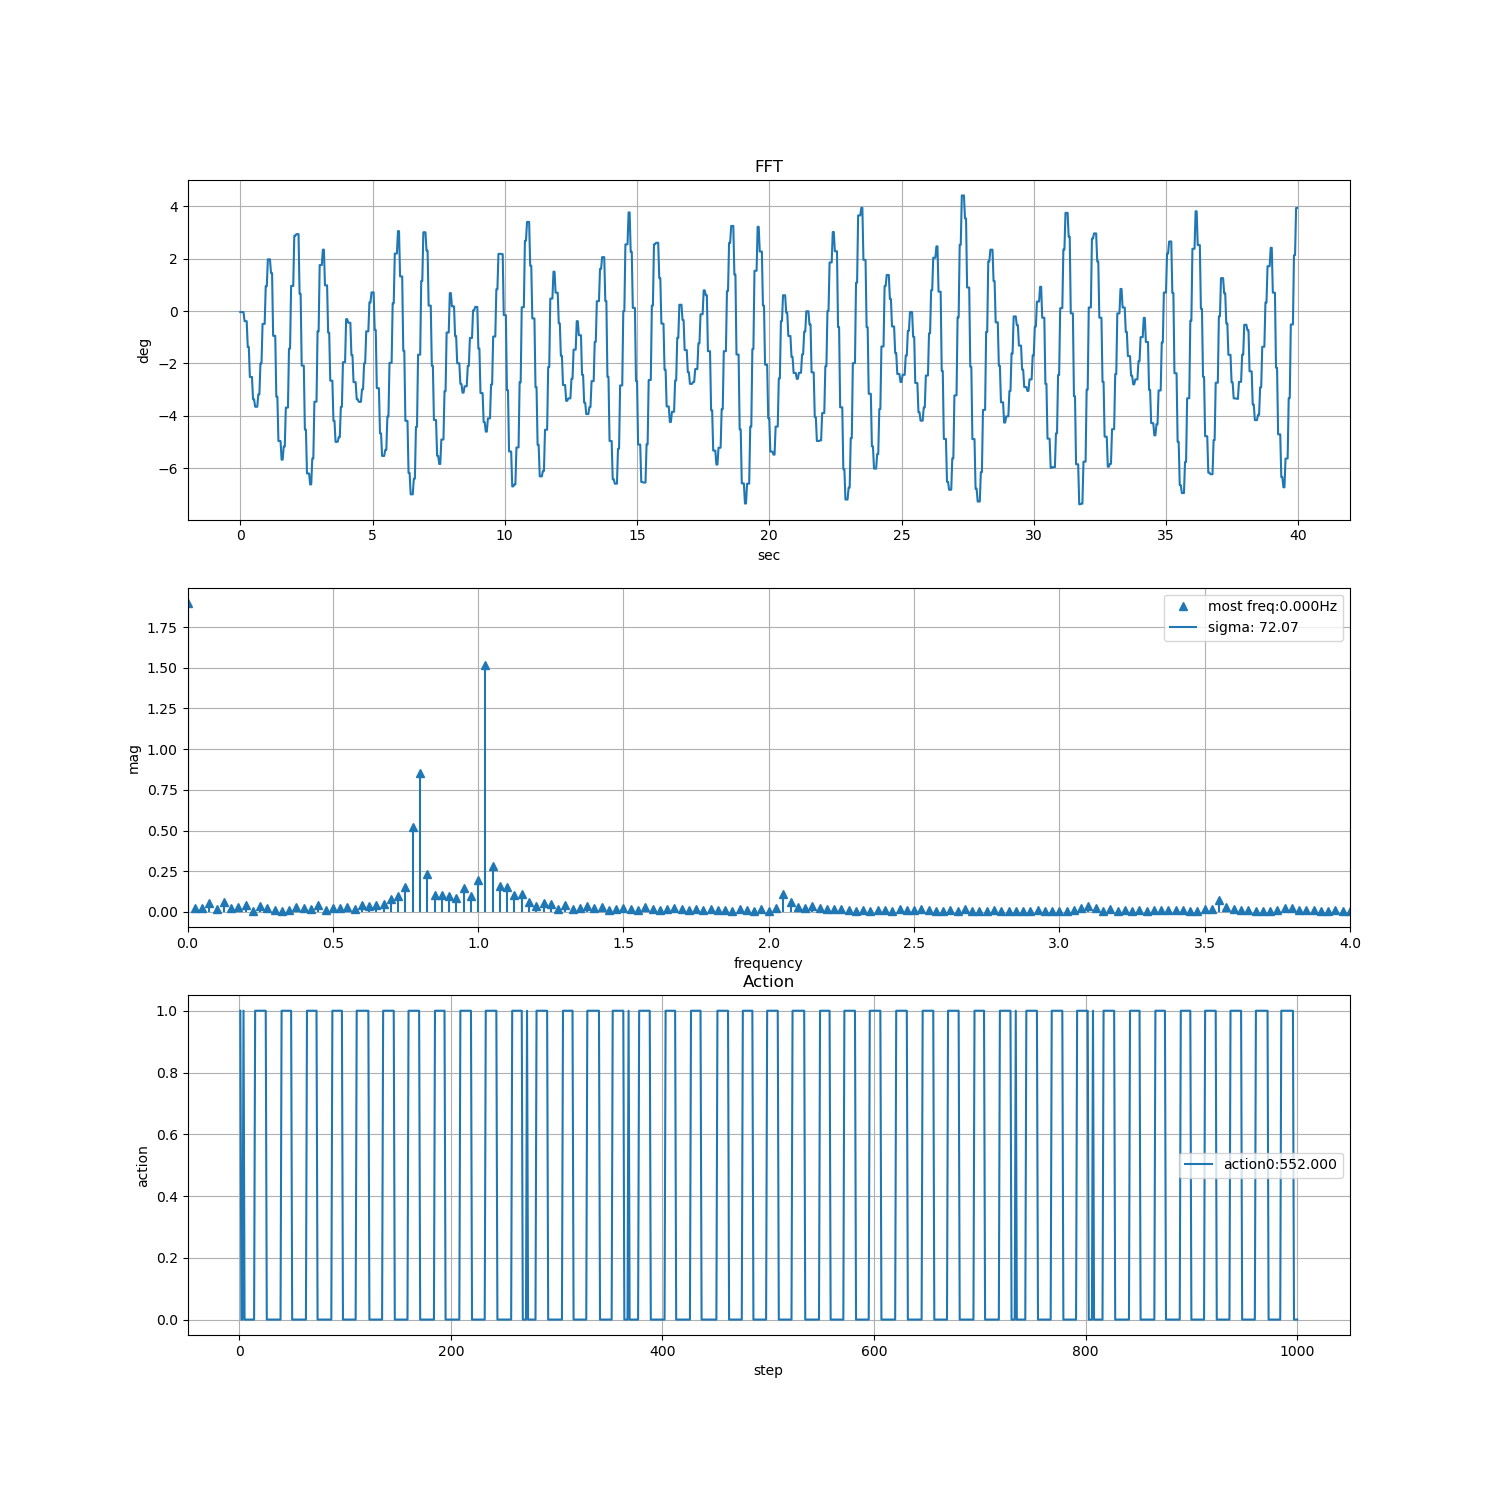 FFT
4
2
0
−2
−4
−6
deg
0 5 10 15 20 25 30 35 40
sec
most freq:0.000Hz
sigma: 72.07
1.75
1.50
1.25
1.00
0.75
0.50
0.25
0.00
mag
0.0 0.5 1.0 1.5 2.0 2.5 3.0 3.5 4.0
frequency
Action
1.0
0.8
0.6
0.4
0.2
0.0
action
action0:552.000
0 200 400 600 800 1000
step